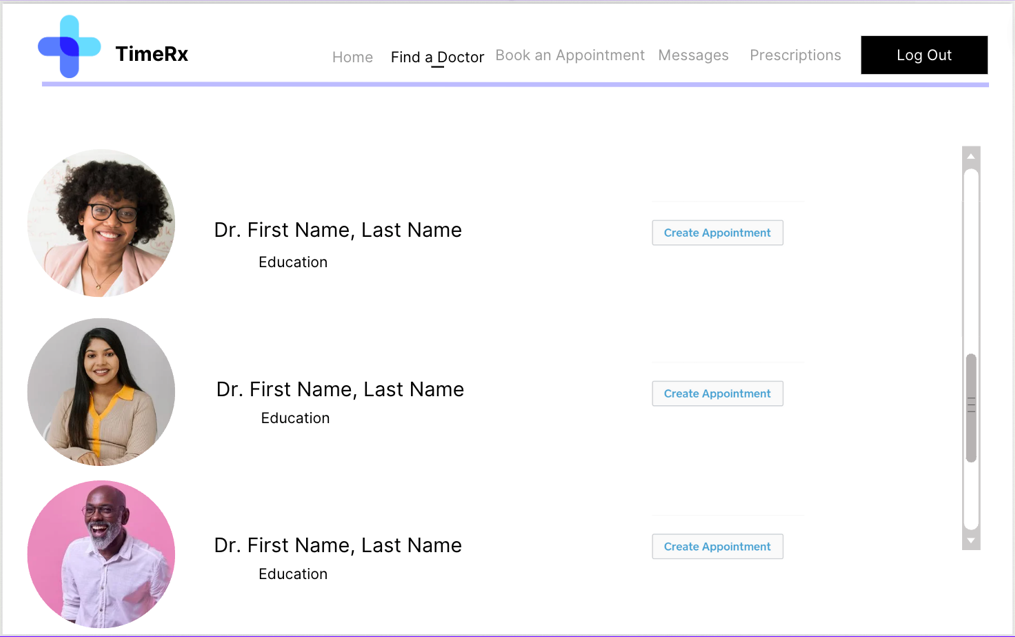 TimeRx
Home Find a Doctor Book an Appointment Messages Prescriptions Log Out
Dr. First Name, Last Name
Education
Create Appointment
Dr. First Name, Last Name
Education
Create Appointment
Dr. First Name, Last Name
Education
Create Appointment